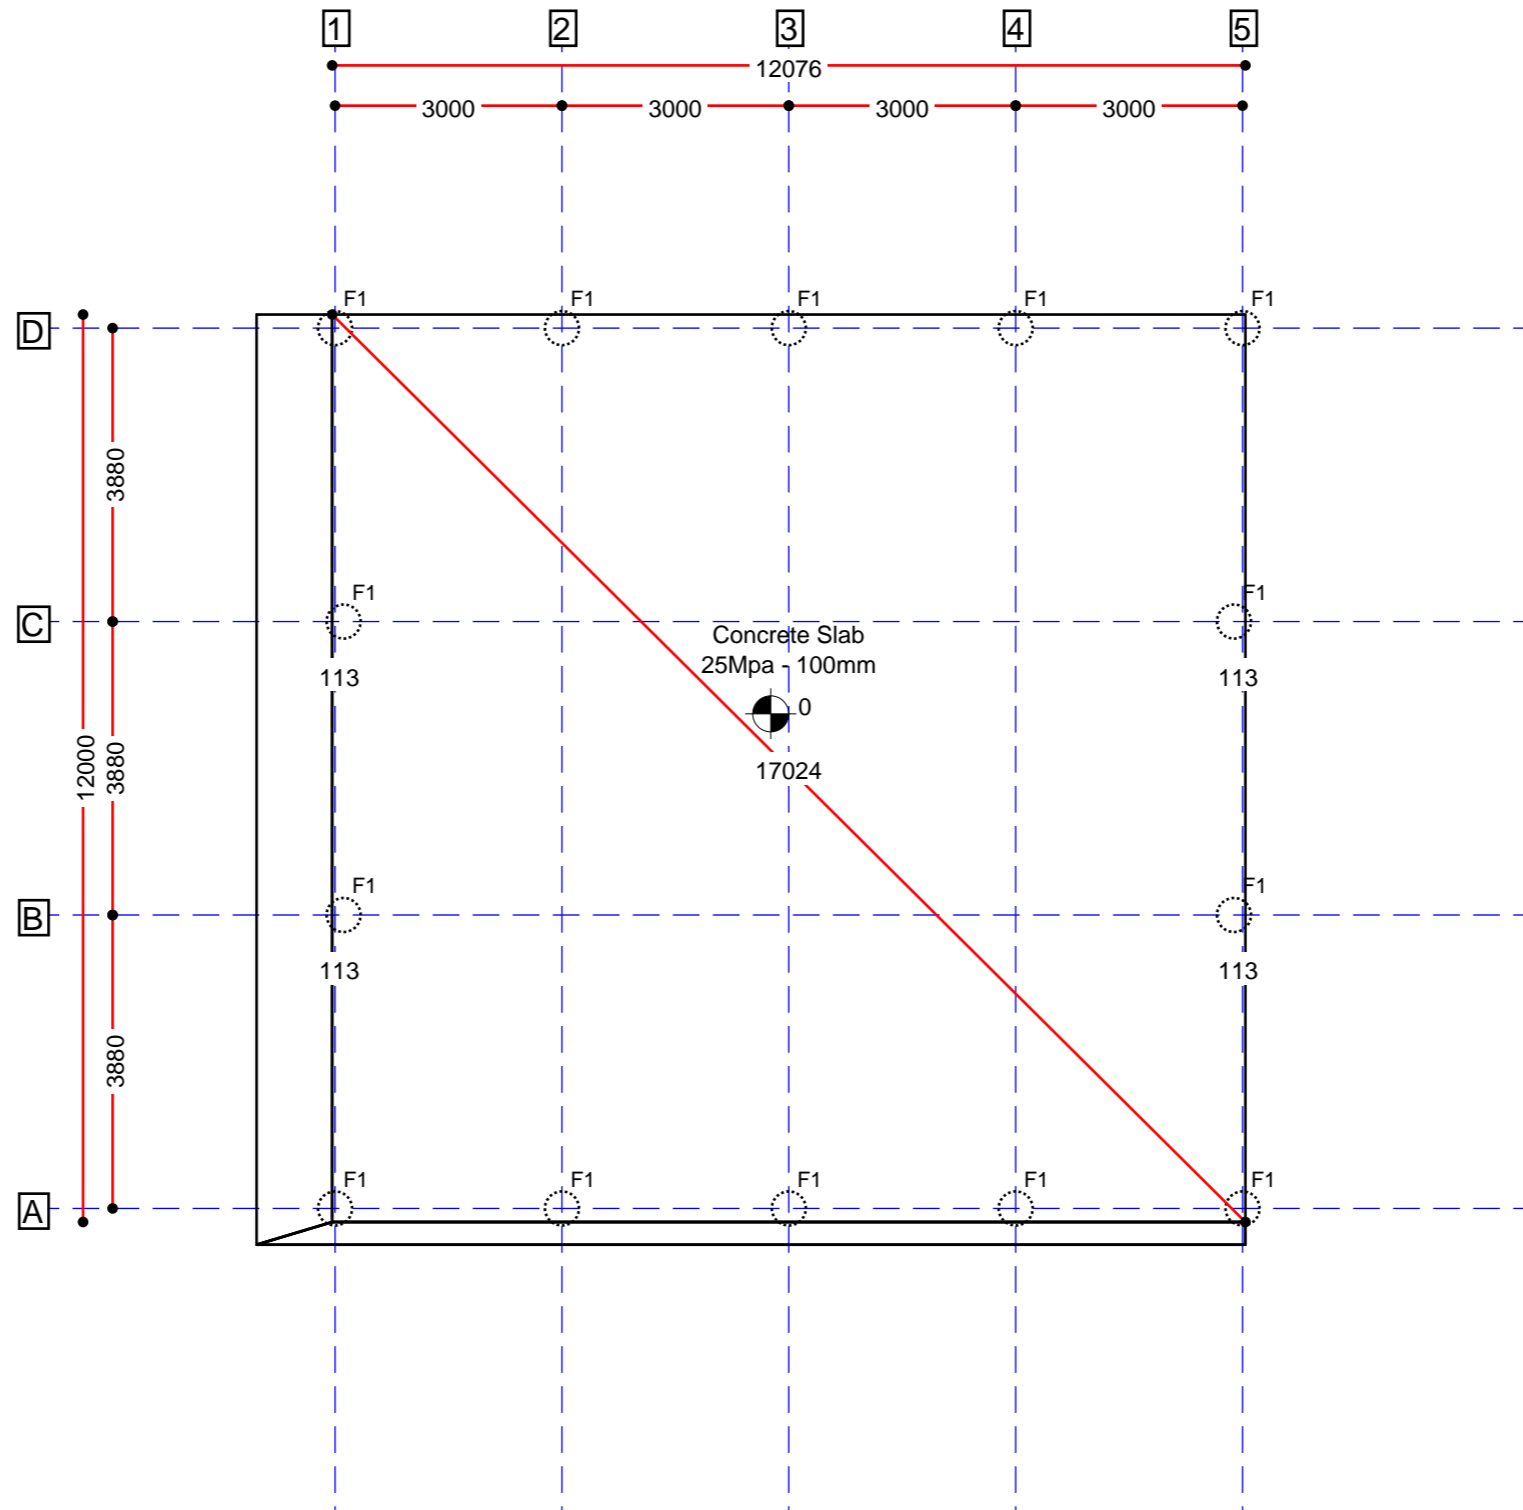 1 2 3 4 5
12076
3000 3000 3000 3000
F1 F1 F1 F1 F1
D
3880
F1 F1
C
Concrete Slab
25Mpa - 100mm
113 113
0
12000 3880
17024
F1 F1
B
113 113
3880
F1 F1 F1 F1 F1
A